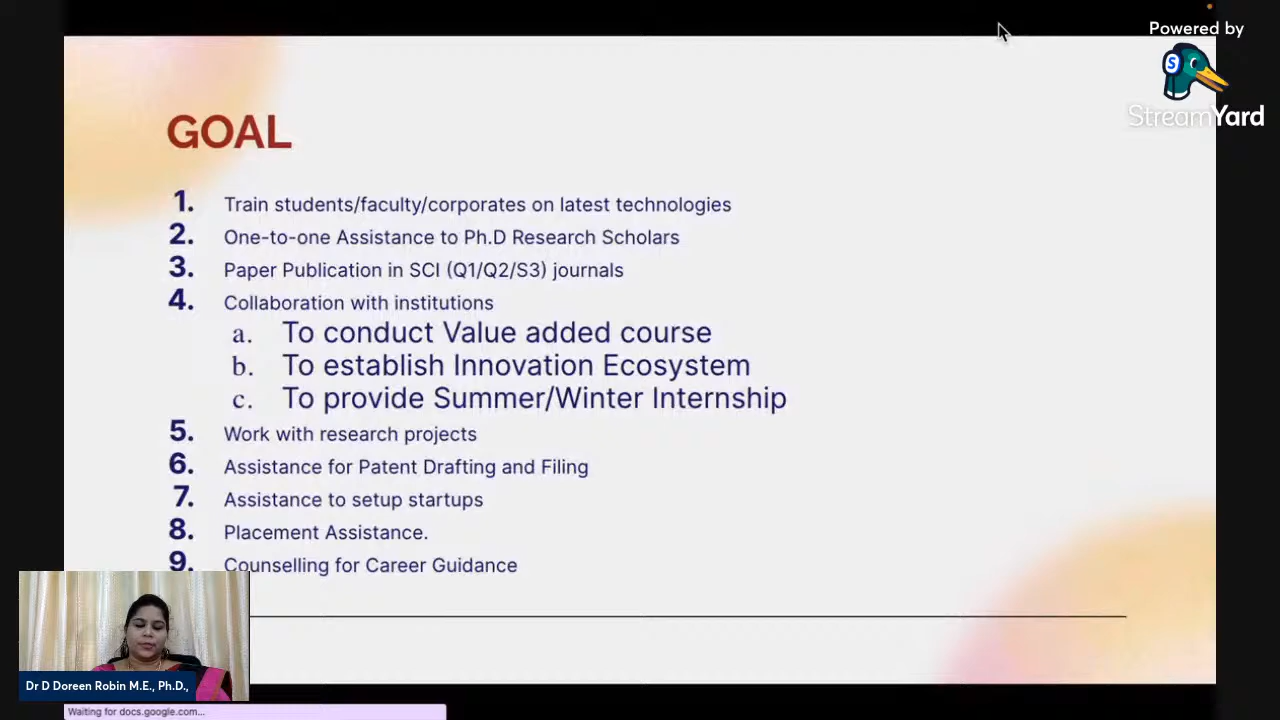 Powered by
S
StreamYard
GOAL
1. Train students/faculty/corporates on latest technologies
2. One-to-one Assistance to Ph.D Research Scholars
3. Paper Publication in SCI (Q1/Q2/S3) journals
4. Collaboration with institutions
a. To conduct Value added course
b. To establish Innovation Ecosystem
c. To provide Summer/Winter Internship
5. Work with research projects
6. Assistance for Patent Drafting and Filing
7. Assistance to setup startups
8. Placement Assistance.
9. Counselling for Career Guidance
Dr D Doreen Robin M.E., Ph.D.,
Waiting for docs.google.com...